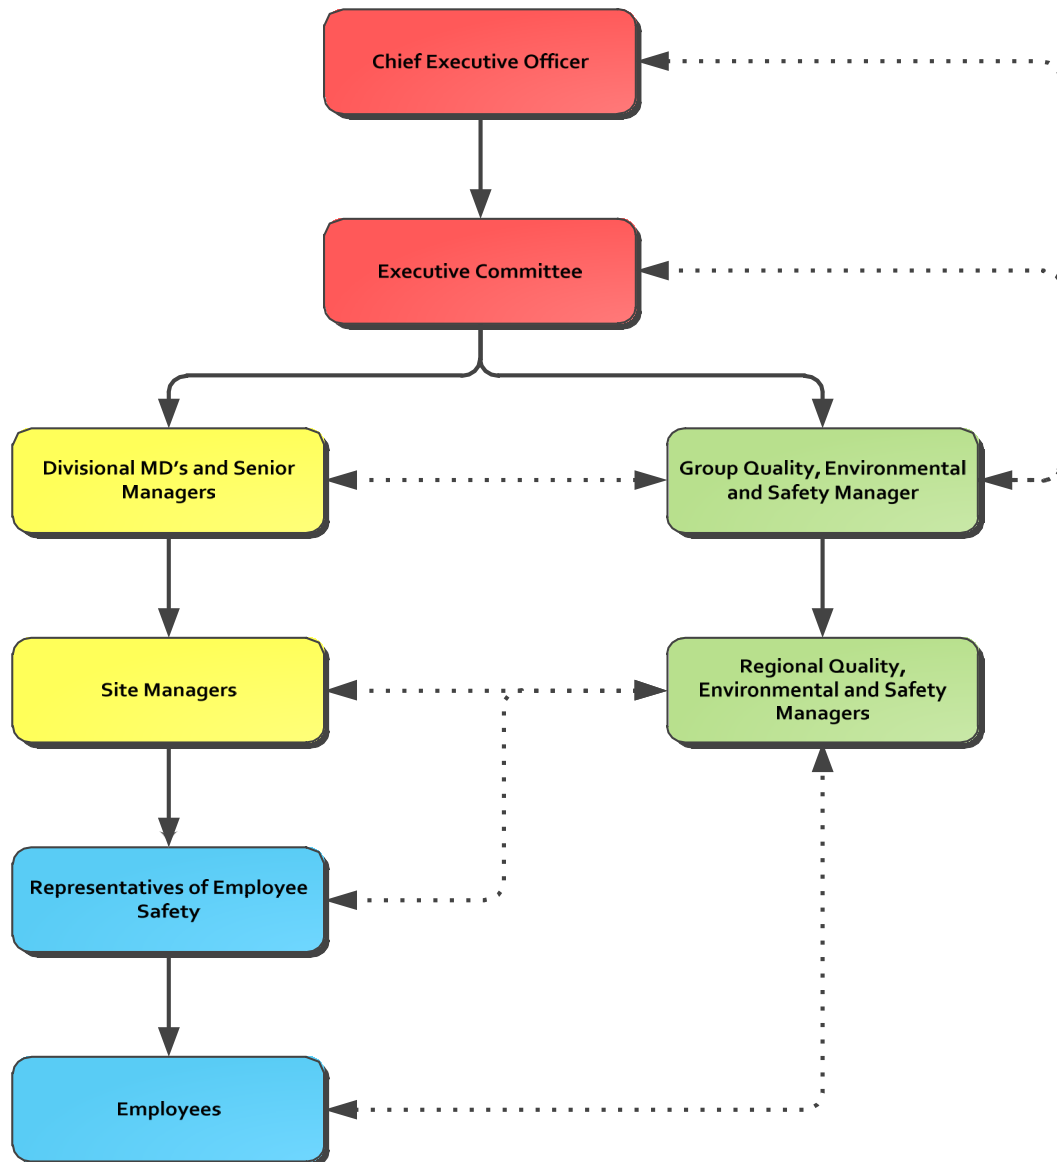 Chief Executive Officer
Executive Committee
Divisional MD's and Senior
Managers
Group Quality, Environmental
and Safety Manager
Site Managers
Regional Quality,
Environmental and Safety
Managers
Representatives of Employee
Safety
Employees